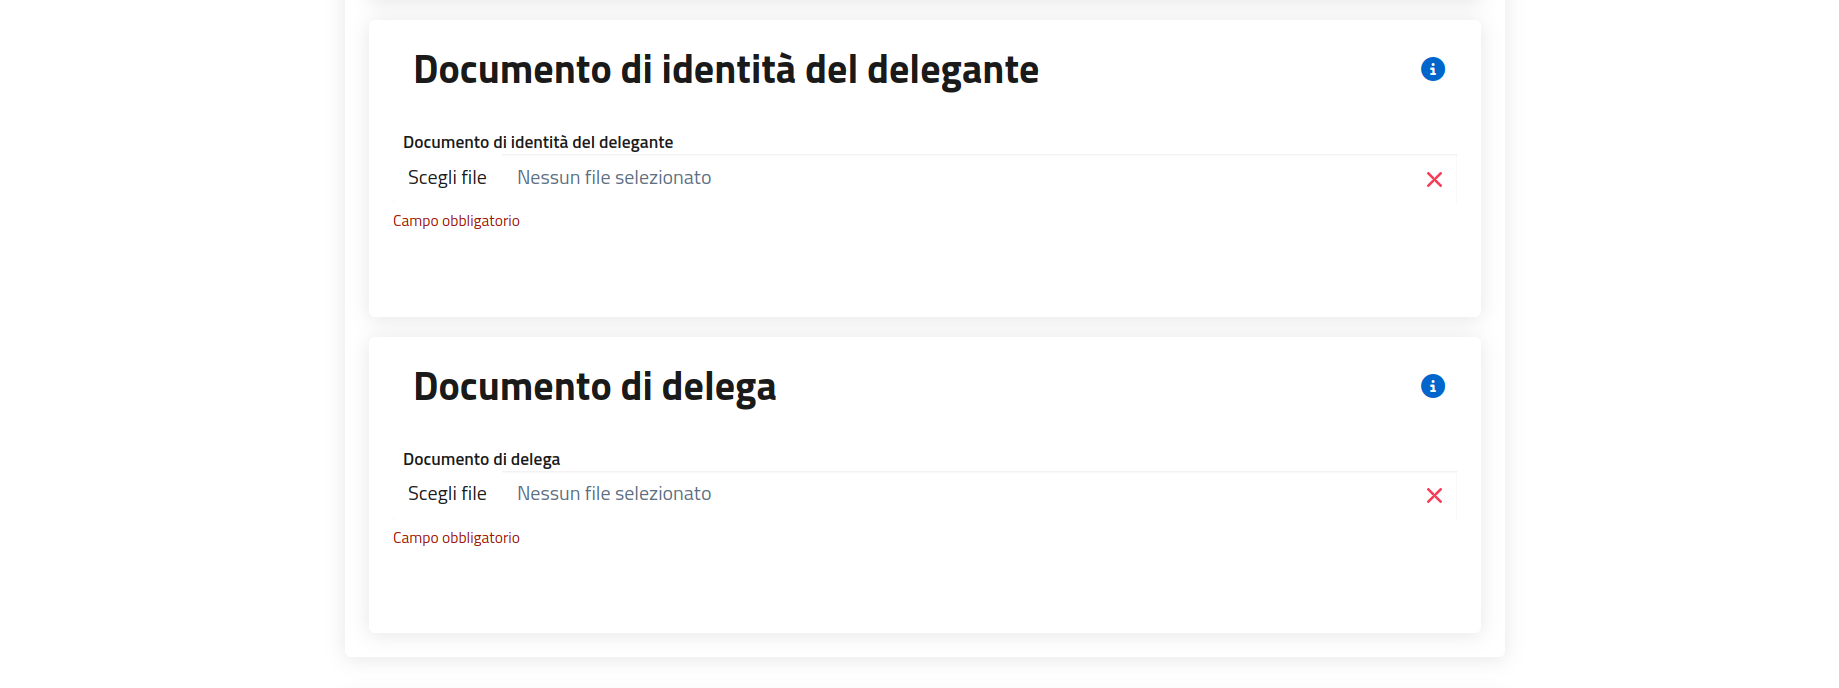 Documento di identità del delegante
Documento di identità del delegante
Scegli file Nessun file selezionato
Campo obbligatorio
Documento di delega
Documento di delega
Scegli file Nessun file selezionato
Campo obbligatorio